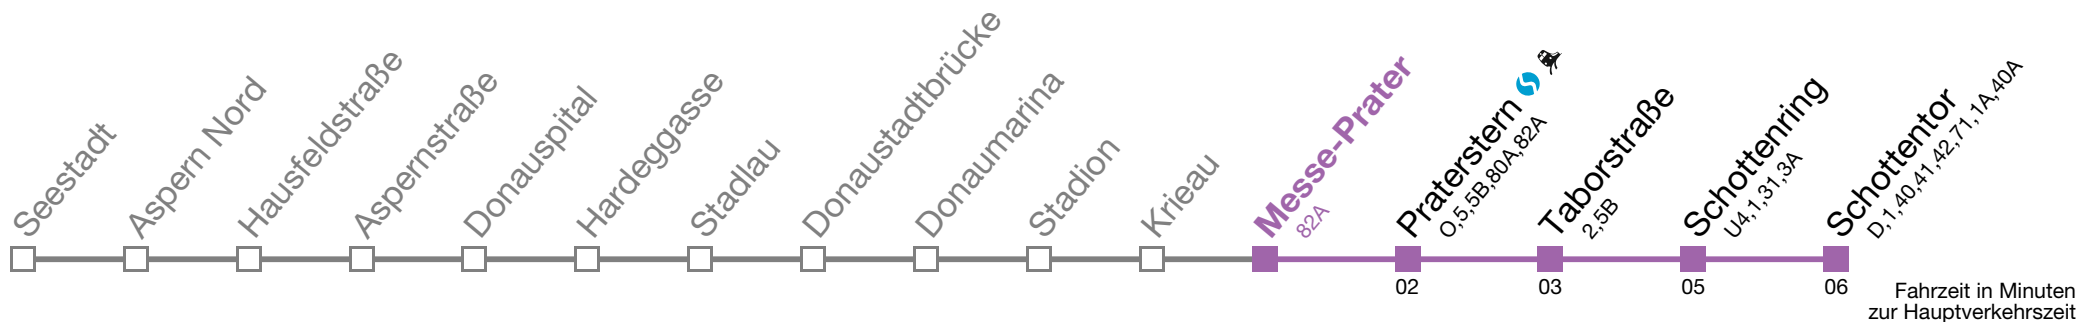 Seestadt
Aspern Nord
Hausfeldstraße
Aspernstraße
Donauspital
Hardeggasse
Stadlau
Donaustadtbrücke
Donaumarina
Stadion
Krieau
Messe-Prater
82A
Praterstern
O,5,5B,80A,82A
Taborstraße
2,5B
Schottenring
U4,1,31,3A
Schottentor
D,1,40,41,42,71,1A,40A
02
03
05
06
Fahrzeit in Minuten
zur Hauptverkehrszeit